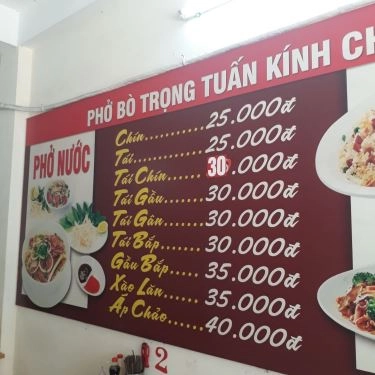 PHỞ BÒ TRỌNG TUẤN KÍNH CH
PHỞ NƯỚC
Chín.........25.000đ
Tái...........25.000đ
Tái Chín.....30.000đ
Tái Gầu......30.000đ
Tái Gân......30.000đ
Tái Bắp......30.000đ
Gầu Bắp.....35.000đ
Xào Lăn......35.000đ
Áp Chảo......40.000đ
2